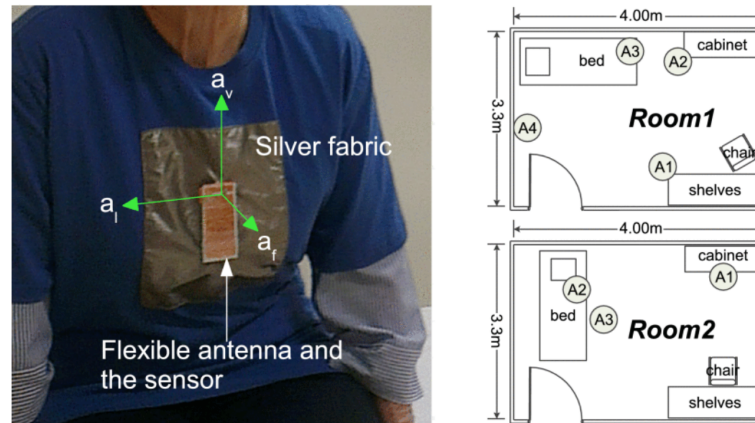 a_v
Silver fabric
a_l
a_f
Flexible antenna and
the sensor
4.00m
3.3m
bed
A3
A2
cabinet
A4
Room1
chair
A1
shelves
4.00m
3.3m
cabinet
A1
A2
bed
A3
Room2
chair
shelves